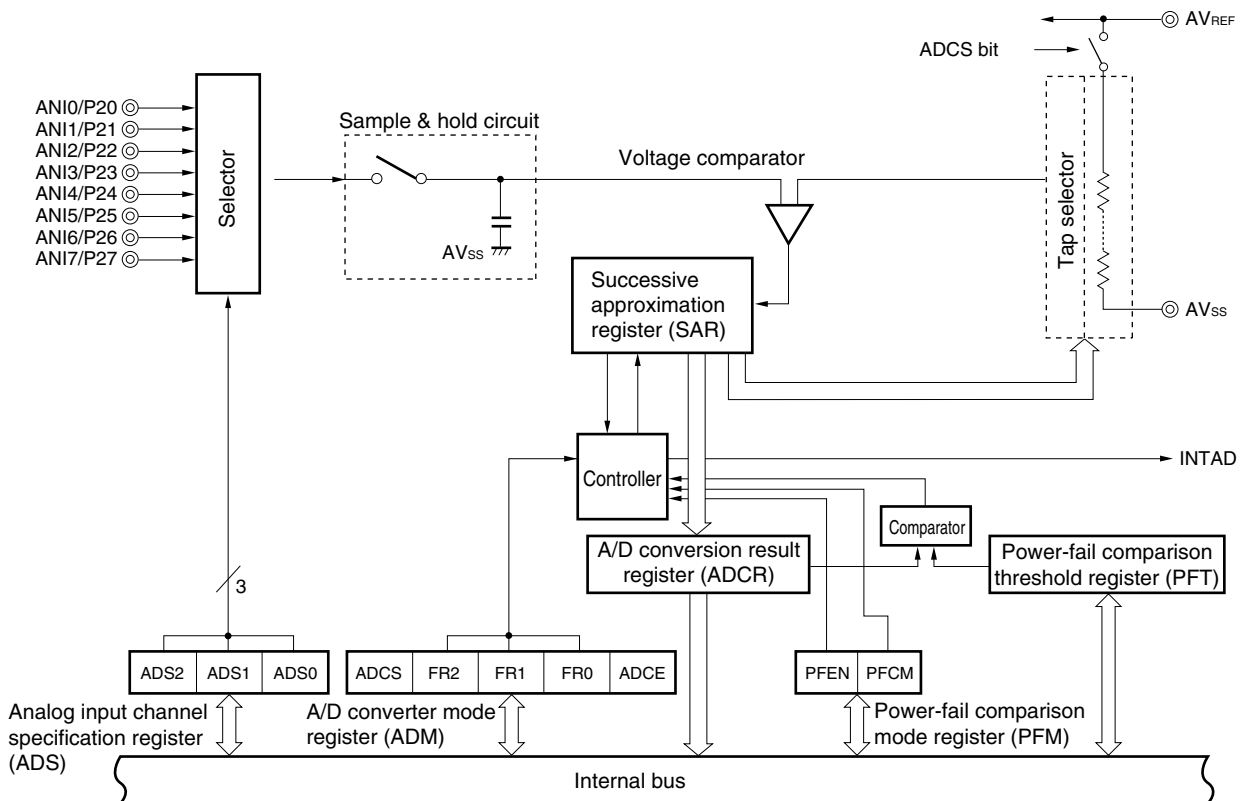 AVREF
ADCS bit
ANI0/P20
ANI1/P21
ANI2/P22
ANI3/P23
ANI4/P24
ANI5/P25
ANI6/P26
ANI7/P27
Selector
Sample & hold circuit
AVSS
Voltage comparator
Tap selector
AVSS
Successive
approximation
register (SAR)
Controller
INTAD
Comparator
A/D conversion result
register (ADCR)
Power-fail comparison
threshold register (PFT)
3
ADS2 ADS1 ADS0
ADCS FR2 FR1 FR0 ADCE
PFEN PFCM
Analog input channel
specification register
(ADS)
A/D converter mode
register (ADM)
Power-fail comparison
mode register (PFM)
Internal bus